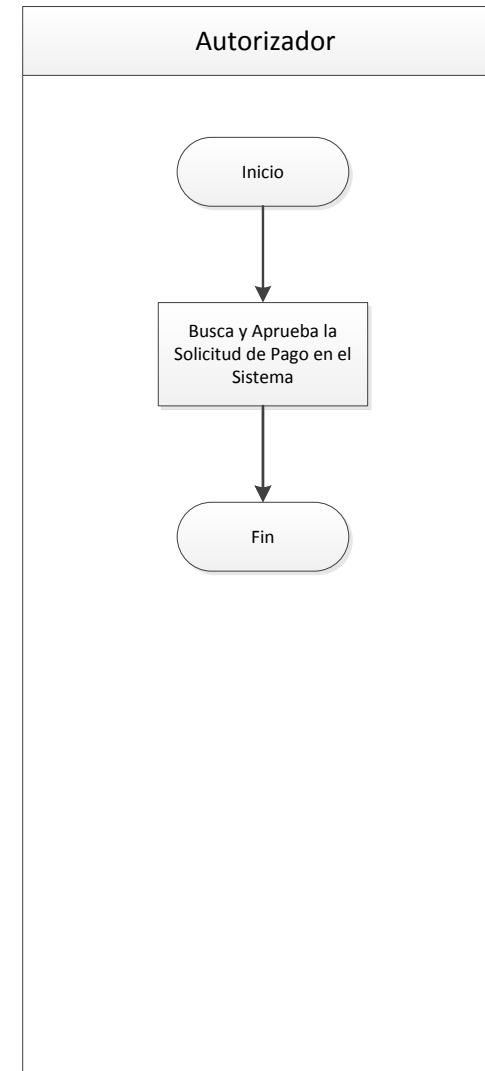 Autorizador
Inicio
Busca y Aprueba la
Solicitud de Pago en el
Sistema
Fin